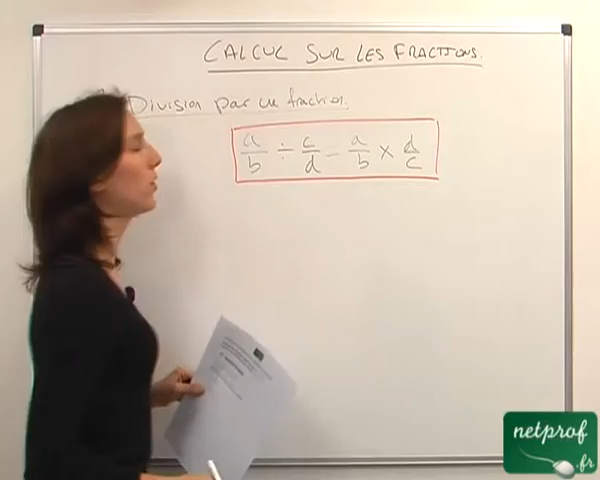 CALCUL SUR LES FRACTIONS.
Division par une fraction.
a/b ÷ c/d = a/b × d/c
netprof
.fr